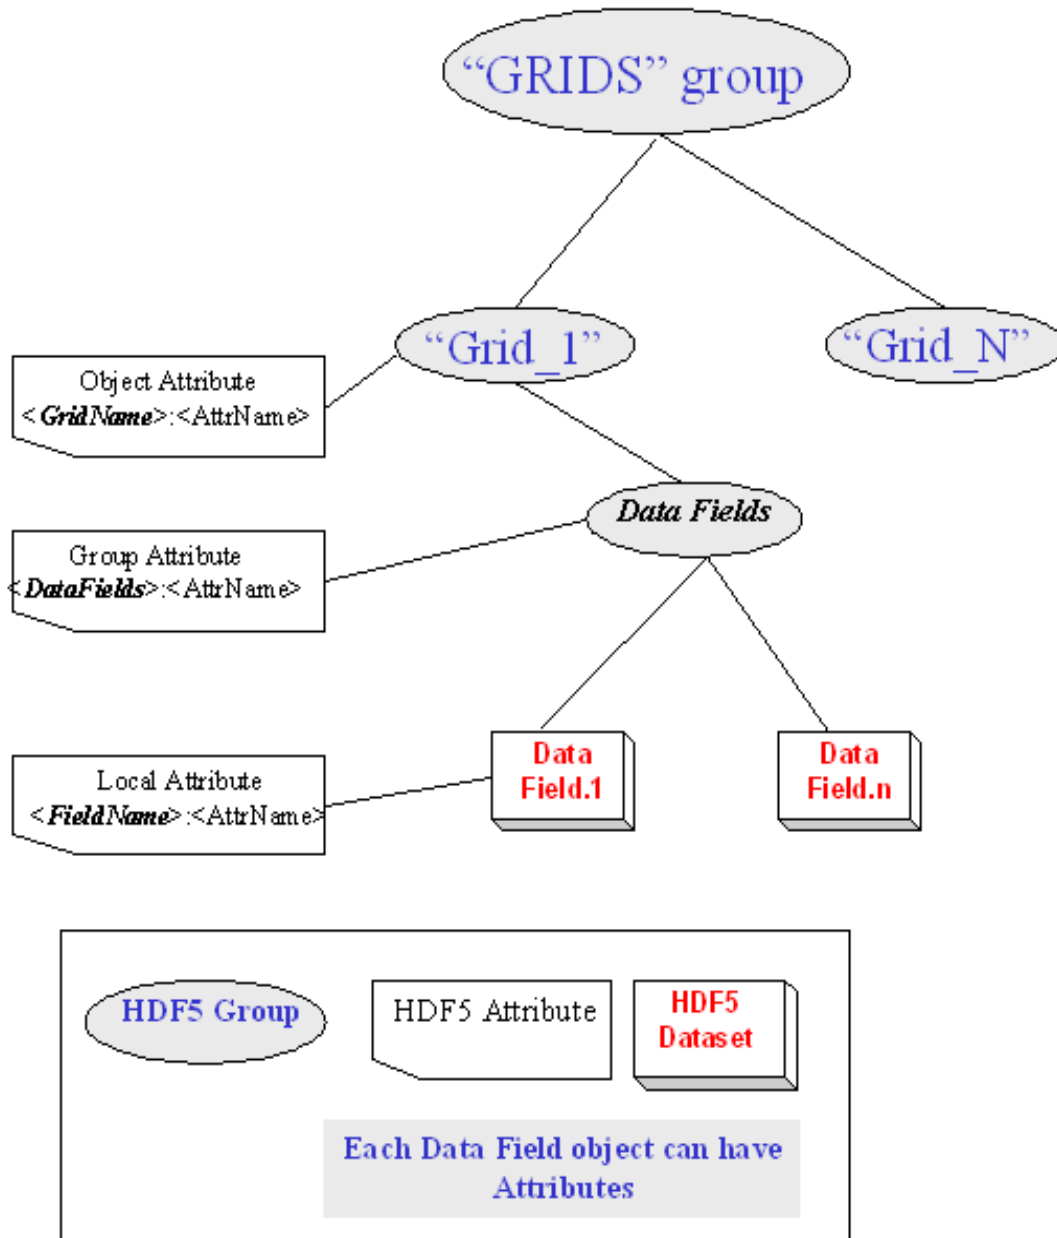 “GRIDS” group
“Grid_1”
“Grid_N”
Object Attribute
<GridName>:<AttrName>
Data Fields
Group Attribute
<DataFields>:<AttrName>
Data
Field.1
Data
Field.n
Local Attribute
<FieldName>:<AttrName>
HDF5 Group
HDF5 Attribute
HDF5
Dataset
Each Data Field object can have
Attributes